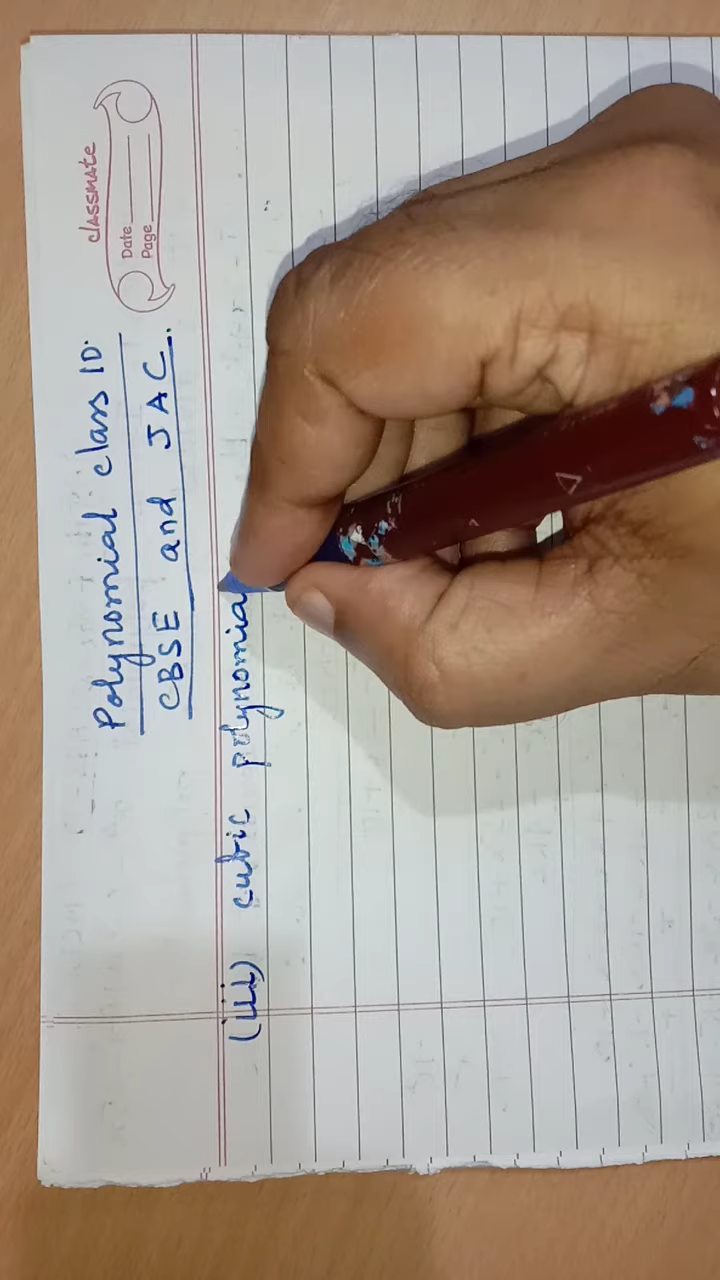 classmate
Date
Page
Polynomial class 10.
CBSE and JAC.
(iii) cubic polynomial